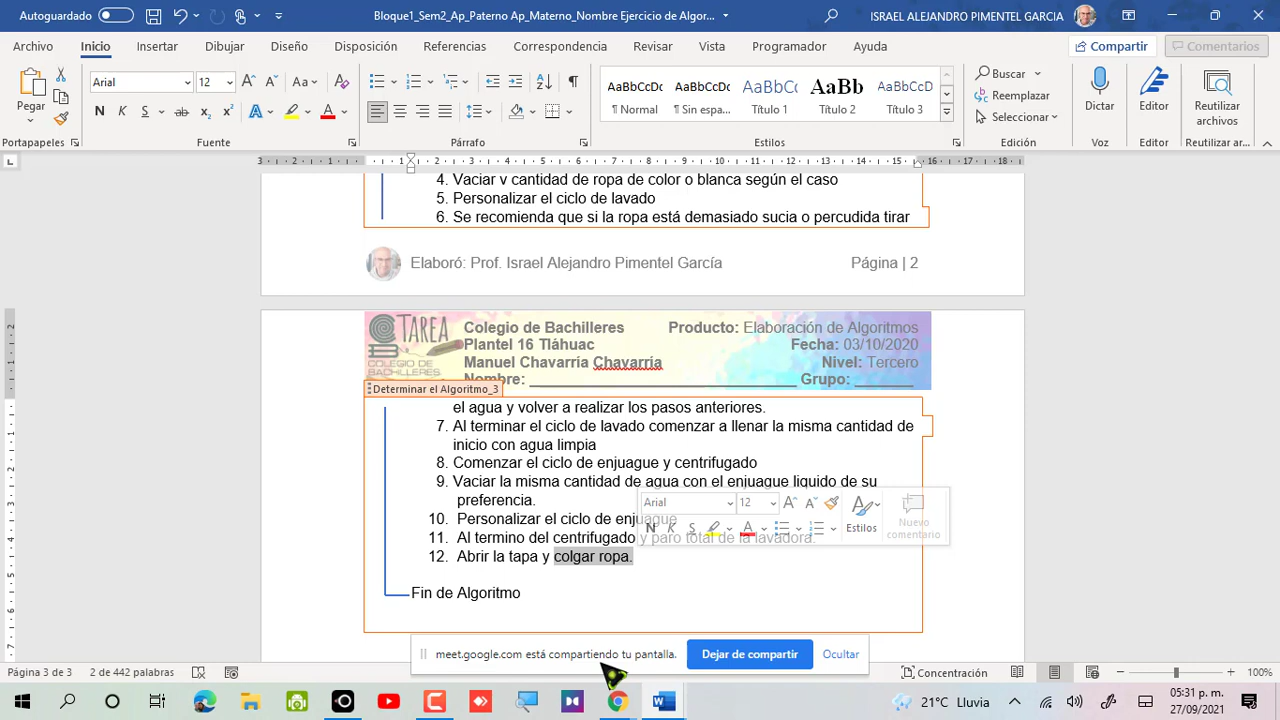 Autoguardado
Bloque1_Sem2_Ap_Paterno Ap_Materno_Nombre Ejercicio de Algor...
ISRAEL ALEJANDRO PIMENTEL GARCIA
Archivo Inicio Insertar Dibujar Diseño Disposición Referencias Correspondencia Revisar Vista Programador Ayuda
Compartir Comentarios
Pegar
Portapapeles
Arial 12
Fuente
Párrafo
AaBbCcDc AaBbCcDc AaBbCc AaBb AaBbCcD
¶ Normal ¶ Sin espa... Título 1 Título 2 Título 3
Estilos
Buscar
Reemplazar
Seleccionar
Edición
Dictar
Voz
Editor
Editor
Reutilizar archivos
Reutilizar ar...
4. Vaciar v cantidad de ropa de color o blanca según el caso
5. Personalizar el ciclo de lavado
6. Se recomienda que si la ropa está demasiado sucia o percudida tirar
Elaboró: Prof. Israel Alejandro Pimentel García Página | 2
TAREA
COLEGIO DE
BACHILLERES
Colegio de Bachilleres Producto: Elaboración de Algoritmos
Plantel 16 Tláhuac Fecha: 03/10/2020
Manuel Chavarría Chavarria Nivel: Tercero
Nombre: Grupo:
Determinar el Algoritmo_3
el agua y volver a realizar los pasos anteriores.
7. Al terminar el ciclo de lavado comenzar a llenar la misma cantidad de
inicio con agua limpia
8. Comenzar el ciclo de enjuague y centrifugado
9. Vaciar la misma cantidad de agua con el enjuague liquido de su
preferencia.
10. Personalizar el ciclo de enjuague
11. Al termino del centrifugado y paro total de la lavadora.
12. Abrir la tapa y colgar ropa.
Fin de Algoritmo
Arial 12
N K S
Estilos
Nuevo comentario
meet.google.com está compartiendo tu pantalla. Dejar de compartir Ocultar
Página 3 de 3 2 de 442 palabras Concentración 100%
21°C Lluvia
05:31 p. m.
27/09/2021